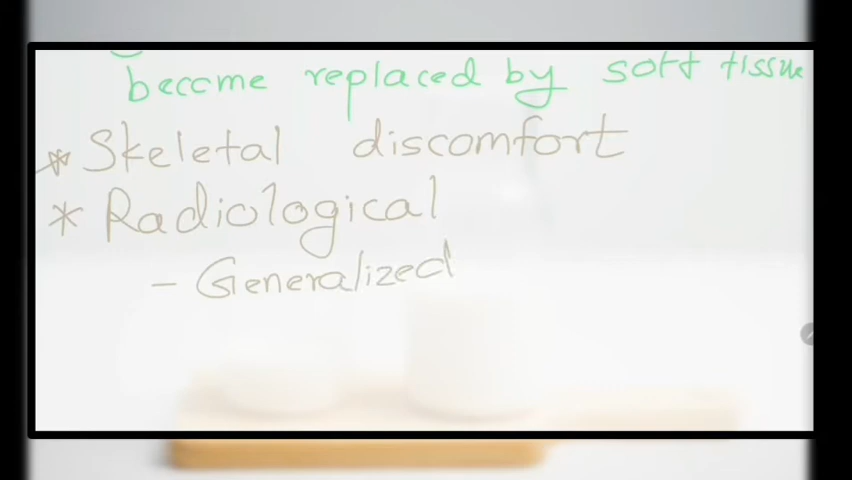 become replaced by soft tissue
* Skeletal discomfort
* Radiological
- Generalized